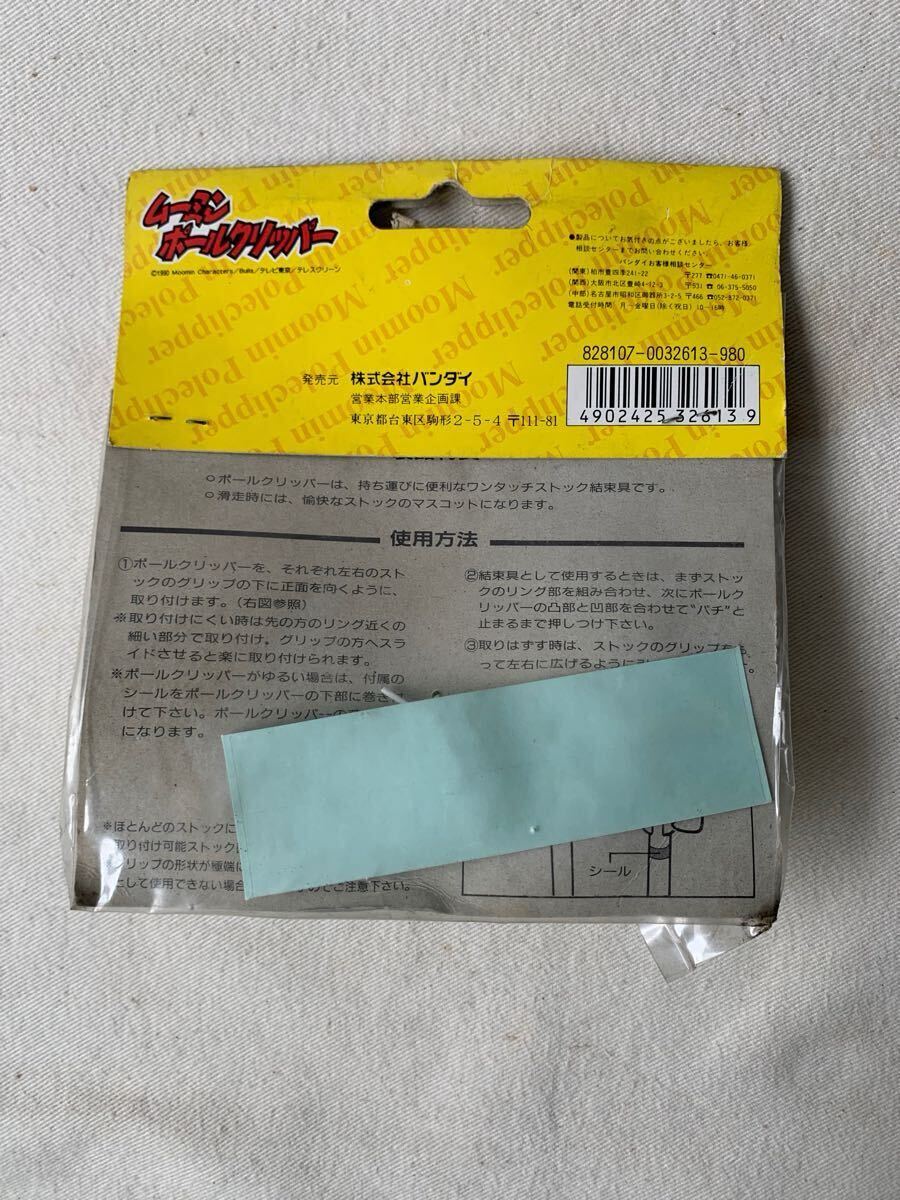 ムーミン
ポールクリッパー
©1990 Moomin Characters/Bulls/テレビ東京/テレスクリーン
Moomin Poleclipper
●製品についてお気付きの点がございましたら、お客様
相談センターまでお問い合わせください。
バンダイお客様相談センター
(関東)柏市豊四季241-22 〒277 ☎0471-46-0371
(関西)大阪市北区豊崎4-12-3 〒531 ☎06-375-5050
(中部)名古屋市昭和区御器所3-2-5 〒466 ☎052-872-0371
電話受付時間 月~金曜日(除く祝日)10~16時
発売元 株式会社バンダイ
営業本部営業企画課
東京都台東区駒形2-5-4 〒111-81
828107-0032613-980
4902425326139
○ポールクリッパーは、持ち運びに便利なワンタッチストック結束具です。
○滑走時には、愉快なストックのマスコットになります。
使用方法
①ポールクリッパーを、それぞれ左右のスト
ックのグリップの下に正面を向くように、
取り付けます。(右図参照)
※取り付けにくい時は先の方のリング近くの
細い部分で取り付け。グリップの方へスラ
イドさせると楽に取り付けられます。
※ポールクリッパーがゆるい場合は、付属の
シールをポールクリッパーの下部に巻き
けて下さい。ポールクリッパーの
になります。
②結束具として使用するときは、まずストッ
クのリング部を組み合わせ、次にポールク
リッパーの凸部と凹部を合わせて"パチ"と
止まるまで押しつけ下さい。
③取りはずす時は、ストックのグリップを
って左右に広げるように
※ほとんどのストックに
取り付け可能ストック
グリップの形状が極端に
として使用できない場合
のでご注意下さい。
シール